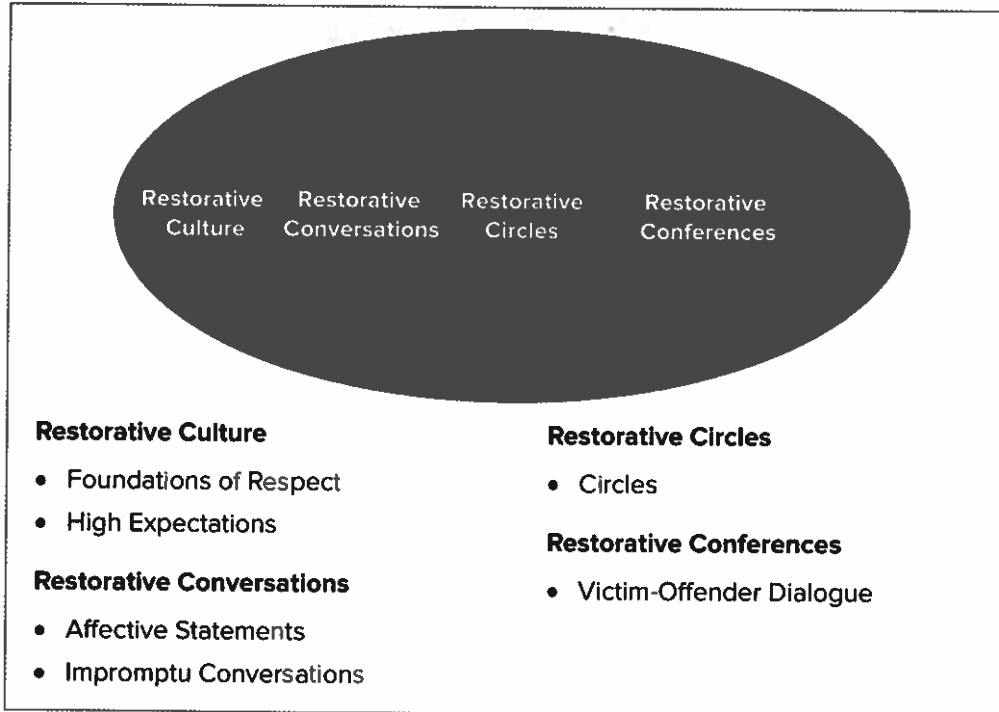 Restorative Culture
Restorative Conversations
Restorative Circles
Restorative Conferences
Restorative Culture
• Foundations of Respect
• High Expectations
Restorative Conversations
• Affective Statements
• Impromptu Conversations
Restorative Circles
• Circles
Restorative Conferences
• Victim-Offender Dialogue